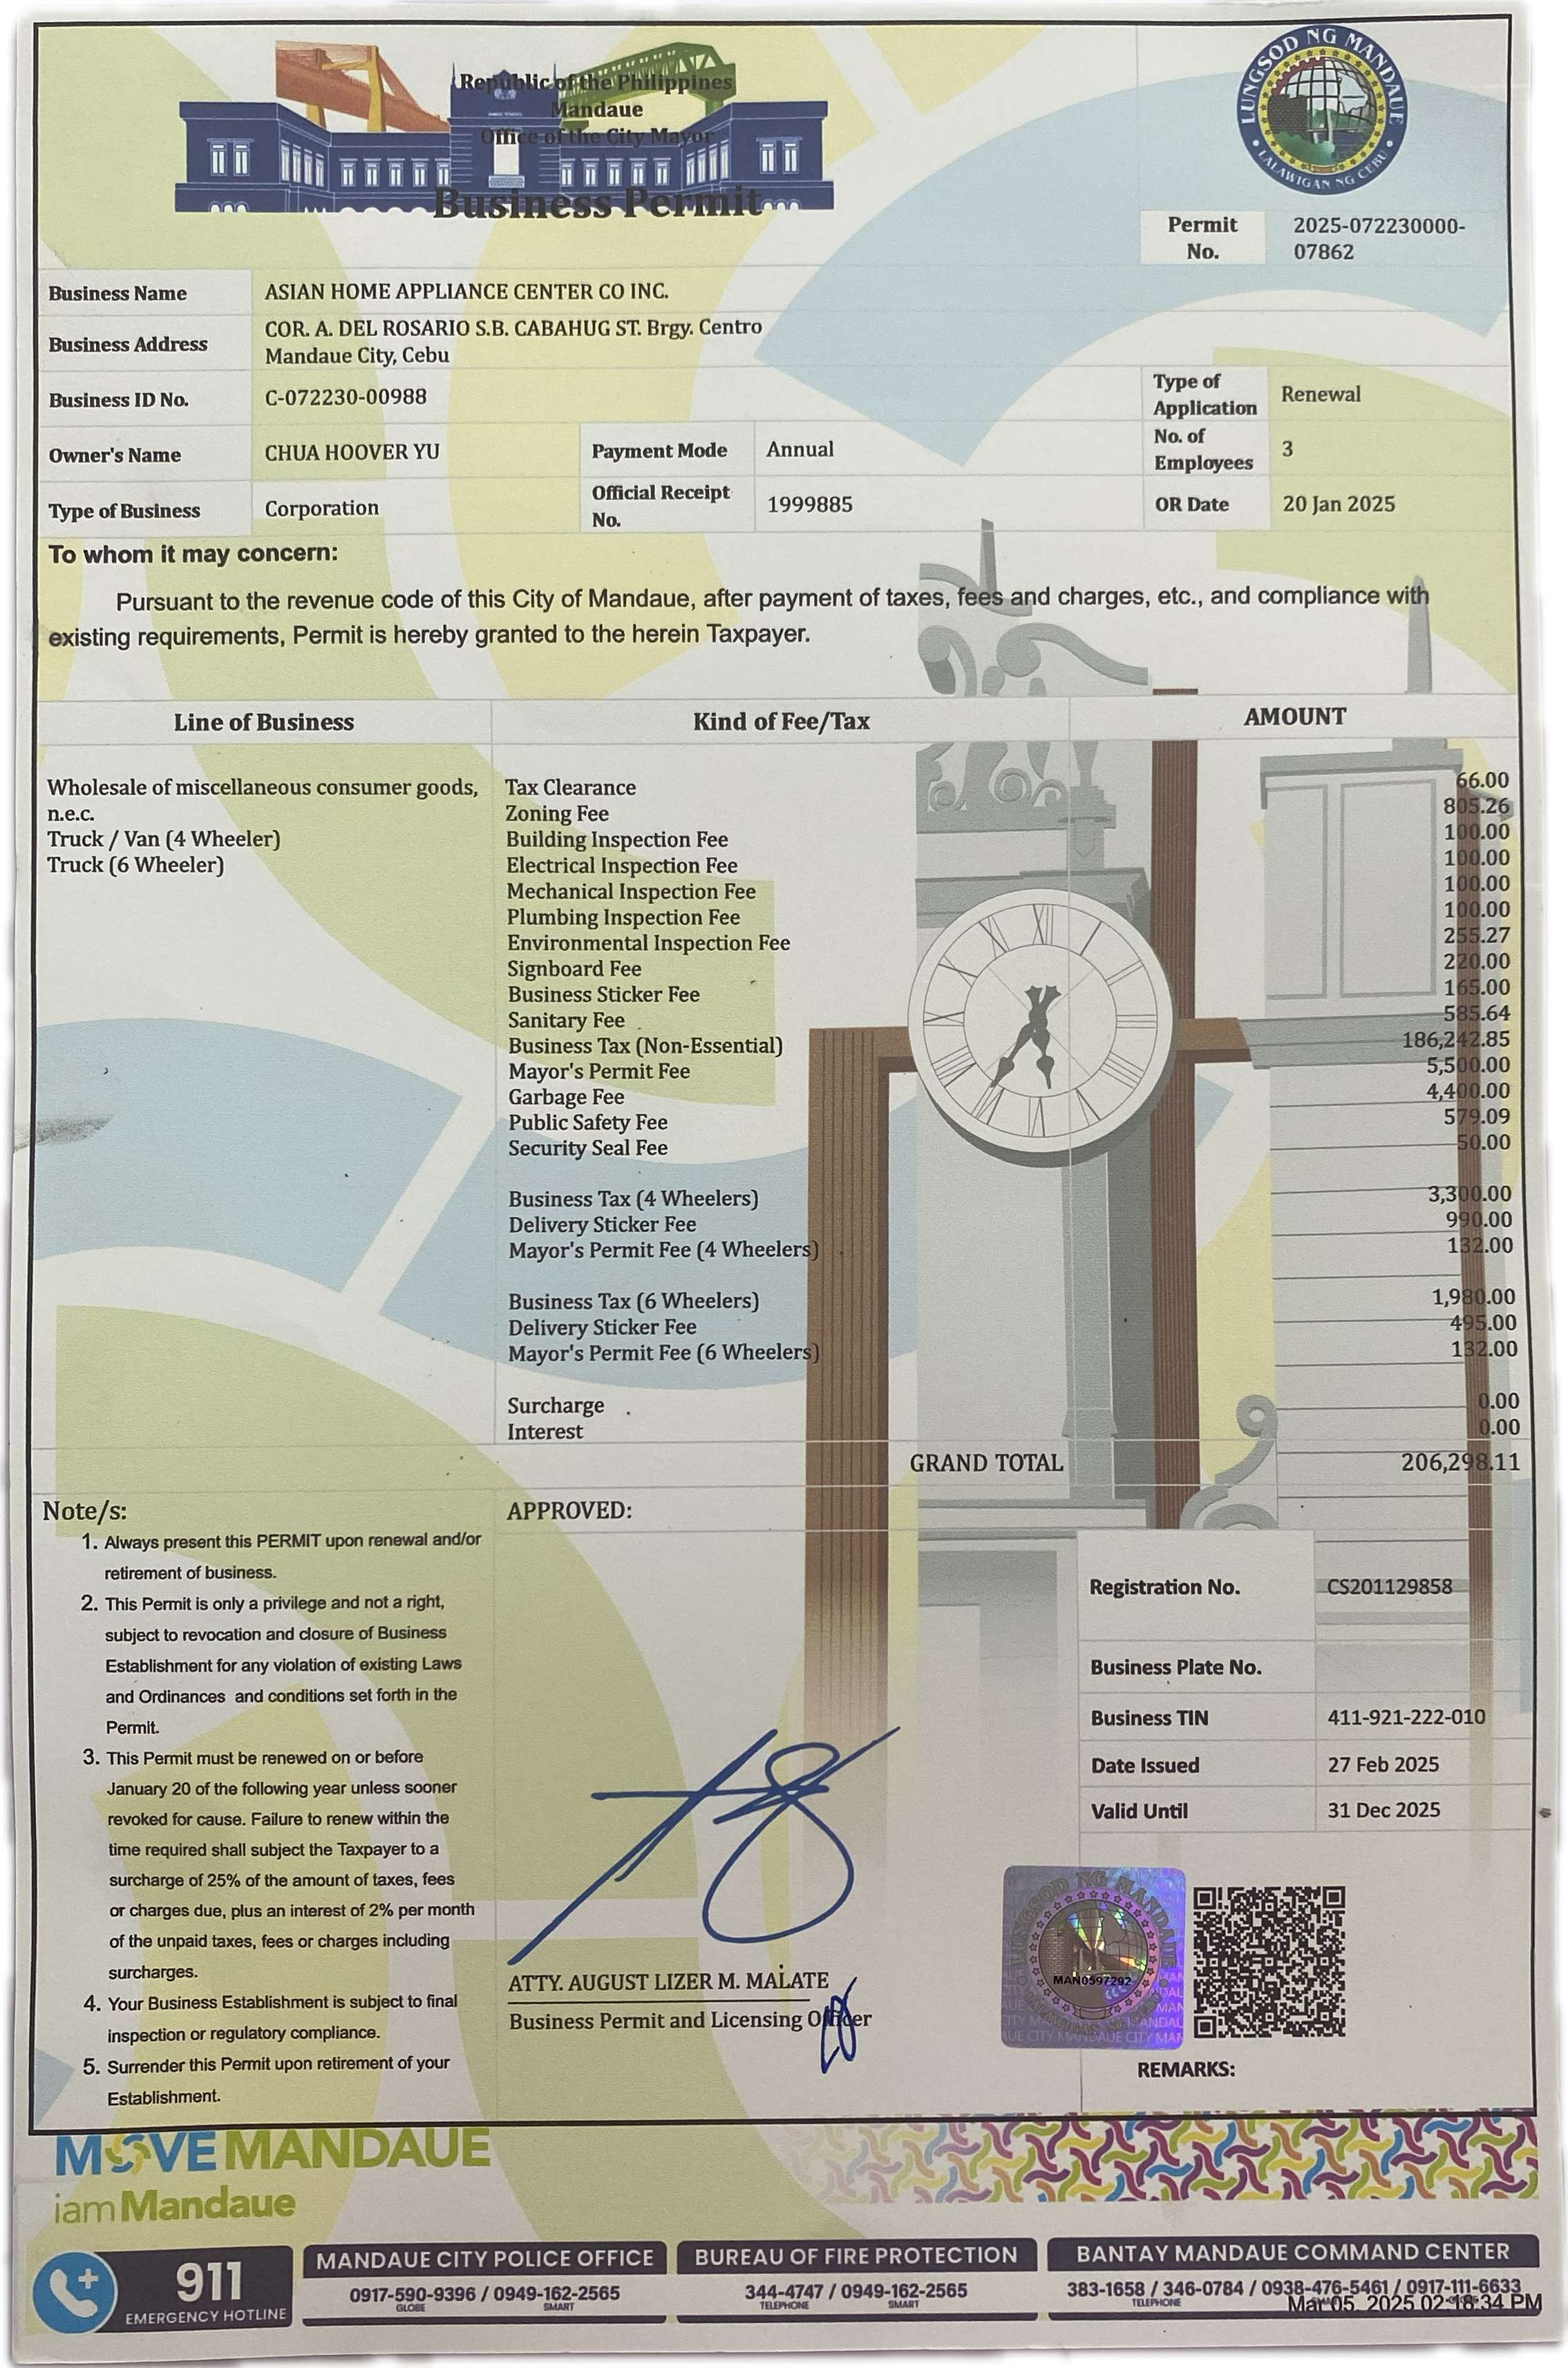 Republic of the Philippines
Mandaue
Office of the City Mayor
Business Permit
LUNGSOD NG MANDAUE
LALAWIGAN NG CEBU
Permit No. 2025-072230000-07862
Business Name ASIAN HOME APPLIANCE CENTER CO INC.
Business Address COR. A. DEL ROSARIO S.B. CABAHUG ST. Brgy. Centro
Mandaue City, Cebu
Business ID No. C-072230-00988 Type of Application Renewal
Owner's Name CHUA HOOVER YU Payment Mode Annual No. of Employees 3
Type of Business Corporation Official Receipt No. 1999885 OR Date 20 Jan 2025
To whom it may concern:
Pursuant to the revenue code of this City of Mandaue, after payment of taxes, fees and charges, etc., and compliance with
existing requirements, Permit is hereby granted to the herein Taxpayer.
Line of Business Kind of Fee/Tax AMOUNT
Wholesale of miscellaneous consumer goods,
n.e.c.
Truck / Van (4 Wheeler)
Truck (6 Wheeler)
Tax Clearance 66.00
Zoning Fee 805.26
Building Inspection Fee 100.00
Electrical Inspection Fee 100.00
Mechanical Inspection Fee 100.00
Plumbing Inspection Fee 100.00
Environmental Inspection Fee 255.27
Signboard Fee 220.00
Business Sticker Fee 165.00
Sanitary Fee 585.64
Business Tax (Non-Essential) 186,242.85
Mayor's Permit Fee 5,500.00
Garbage Fee 4,400.00
Public Safety Fee 579.09
Security Seal Fee 50.00
Business Tax (4 Wheelers) 3,300.00
Delivery Sticker Fee 990.00
Mayor's Permit Fee (4 Wheelers) 132.00
Business Tax (6 Wheelers) 1,980.00
Delivery Sticker Fee 495.00
Mayor's Permit Fee (6 Wheelers) 132.00
Surcharge 0.00
Interest 0.00
GRAND TOTAL 206,298.11
Note/s:
1. Always present this PERMIT upon renewal and/or
retirement of business.
2. This Permit is only a privilege and not a right,
subject to revocation and closure of Business
Establishment for any violation of existing Laws
and Ordinances and conditions set forth in the
Permit.
3. This Permit must be renewed on or before
January 20 of the following year unless sooner
revoked for cause. Failure to renew within the
time required shall subject the Taxpayer to a
surcharge of 25% of the amount of taxes, fees
or charges due, plus an interest of 2% per month
of the unpaid taxes, fees or charges including
surcharges.
4. Your Business Establishment is subject to final
inspection or regulatory compliance.
5. Surrender this Permit upon retirement of your
Establishment.
APPROVED:
ATTY. AUGUST LIZER M. MALATE
Business Permit and Licensing Officer
Registration No. CS201129858
Business Plate No.
Business TIN 411-921-222-010
Date Issued 27 Feb 2025
Valid Until 31 Dec 2025
LUNGSOD NG MANDAUE
MAN0597292
REMARKS:
MOVE MANDAUE
iam Mandaue
911
EMERGENCY HOTLINE
MANDAUE CITY POLICE OFFICE
0917-590-9396 / 0949-162-2565
GLOBE SMART
BUREAU OF FIRE PROTECTION
344-4747 / 0949-162-2565
TELEPHONE SMART
BANTAY MANDAUE COMMAND CENTER
383-1658 / 346-0784 / 0938-476-5461 / 0917-111-6633
TELEPHONE
Mar 05, 2025 02:18:34 PM